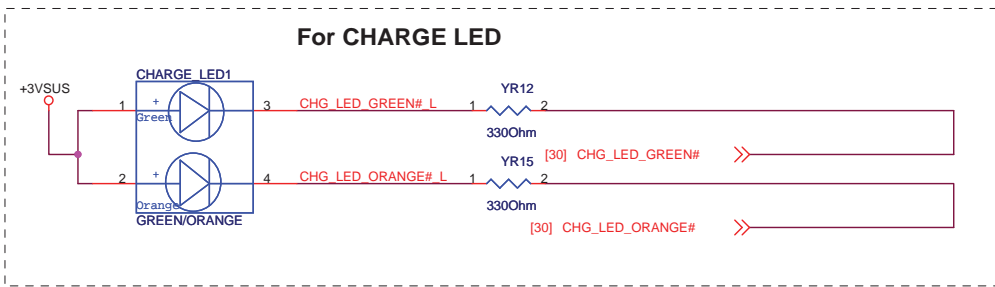 For CHARGE LED
CHARGE_LED1
+3VSUS
YR12
1 + 3 CHG_LED_GREEN#_L 1 2
Green
330Ohm
YR15 [30] CHG_LED_GREEN#
2 + 4 CHG_LED_ORANGE#_L 1 2
Orange
GREEN/ORANGE
330Ohm
[30] CHG_LED_ORANGE#